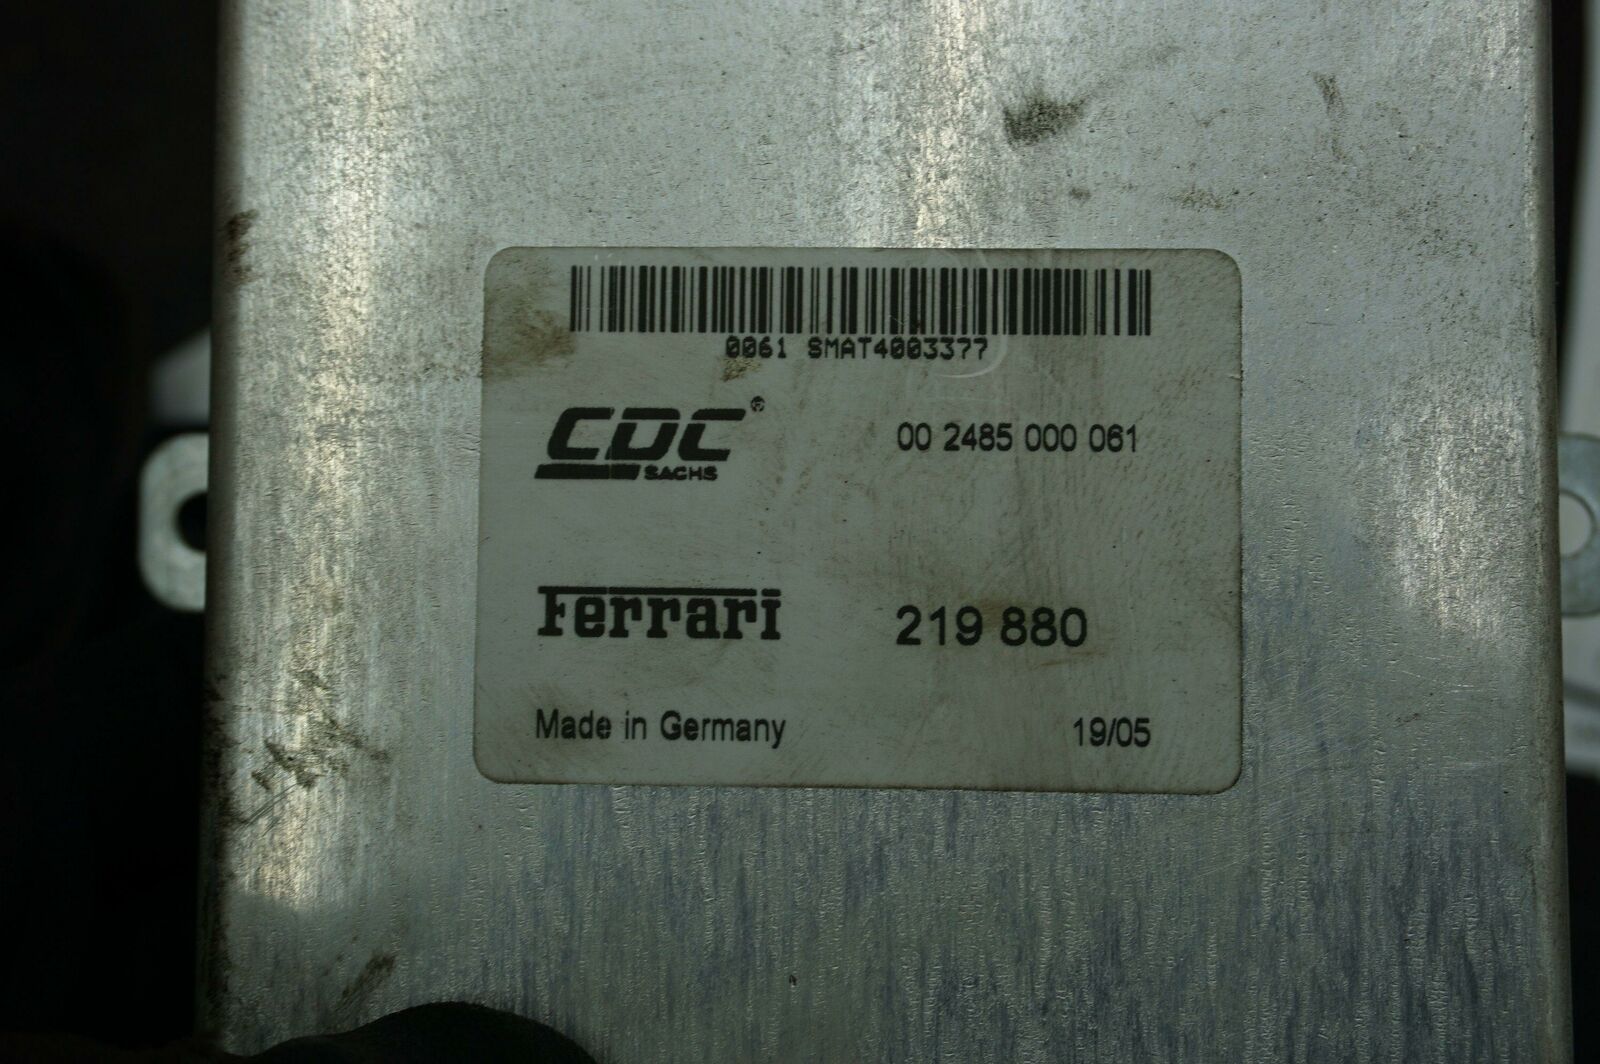 0061 SMAT4003377
CDC®
SACHS
00 2485 000 061
Ferrari
219 880
Made in Germany
19/05